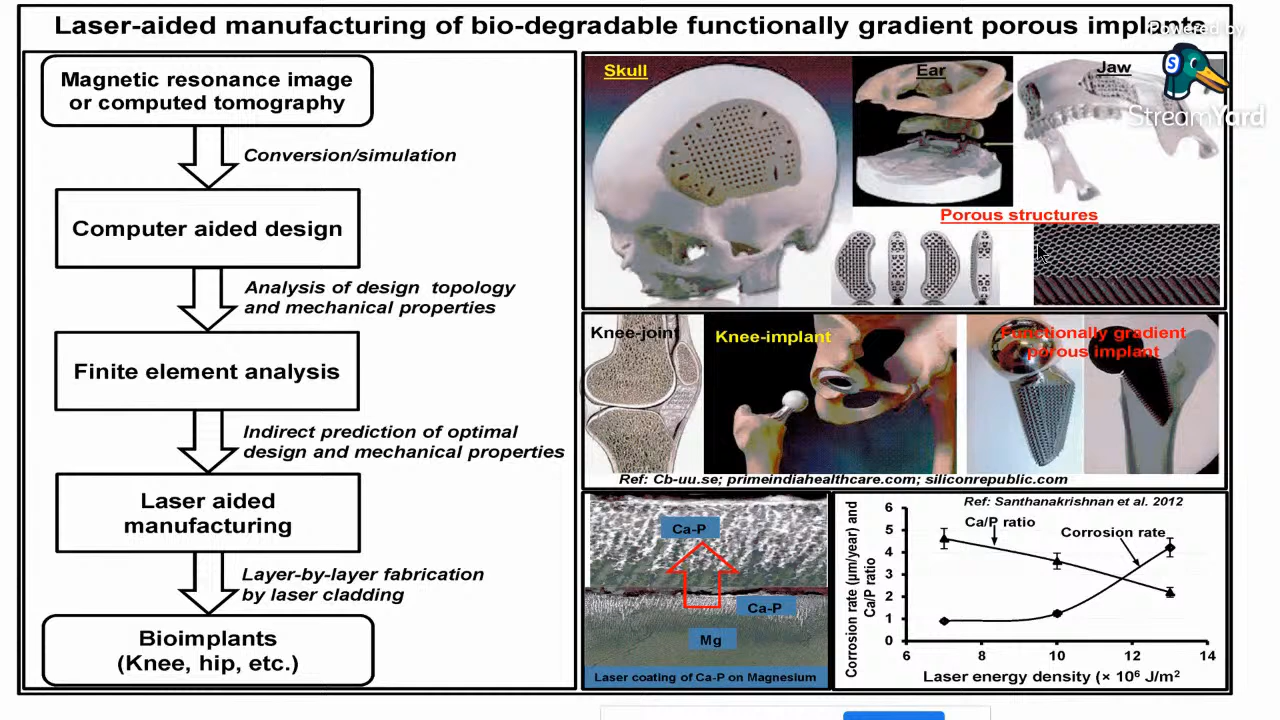 Laser-aided manufacturing of bio-degradable functionally gradient porous implants
Powered by
StreamYard
Magnetic resonance image
or computed tomography
Conversion/simulation
Computer aided design
Analysis of design topology
and mechanical properties
Finite element analysis
Indirect prediction of optimal
design and mechanical properties
Laser aided
manufacturing
Layer-by-layer fabrication
by laser cladding
Bioimplants
(Knee, hip, etc.)
Skull
Ear
Jaw
S
Porous structures
Knee-joint
Knee-implant
Functionally gradient
porous implant
Ref: Cb-uu.se; primeindiahealthcare.com; siliconrepublic.com
Ca-P
Ca-P
Mg
Laser coating of Ca-P on Magnesium
Ref: Santhanakrishnan et al. 2012
Corrosion rate (µm/year) and
Ca/P ratio
6
5
4
3
2
1
0
Ca/P ratio
Corrosion rate
6 8 10 12 14
Laser energy density (× 10⁶ J/m²